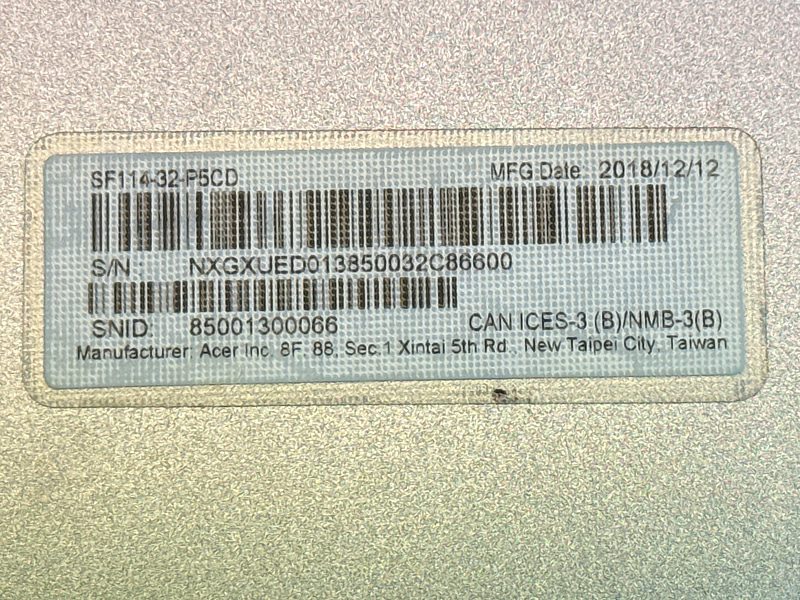 SF114-32-P5CD MFG Date: 2018/12/12
S/N : NXGXUED013850032C86600
SNID: 85001300066 CAN ICES-3 (B)/NMB-3(B)
Manufacturer: Acer Inc. 8F. 88, Sec.1 Xintai 5th Rd., New Taipei City, Taiwan